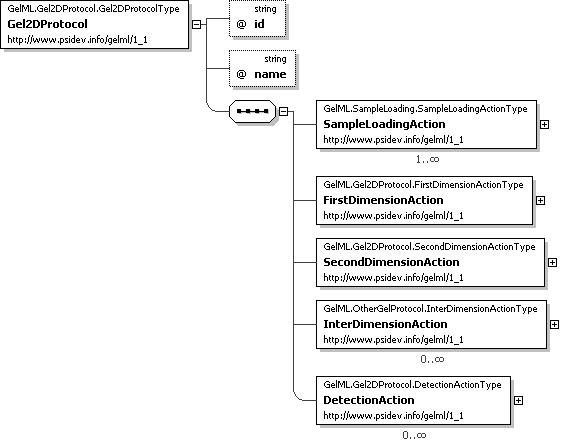 GelML.Gel2DProtocol.Gel2DProtocolType
Gel2DProtocol
http://www.psidev.info/gelml/1_1
string
@ id
string
@ name
GelML.SampleLoading.SampleLoadingActionType
SampleLoadingAction
http://www.psidev.info/gelml/1_1
1..∞
GelML.Gel2DProtocol.FirstDimensionActionType
FirstDimensionAction
http://www.psidev.info/gelml/1_1
GelML.Gel2DProtocol.SecondDimensionActionType
SecondDimensionAction
http://www.psidev.info/gelml/1_1
GelML.OtherGelProtocol.InterDimensionActionType
InterDimensionAction
http://www.psidev.info/gelml/1_1
0..∞
GelML.Gel2DProtocol.DetectionActionType
DetectionAction
http://www.psidev.info/gelml/1_1
0..∞